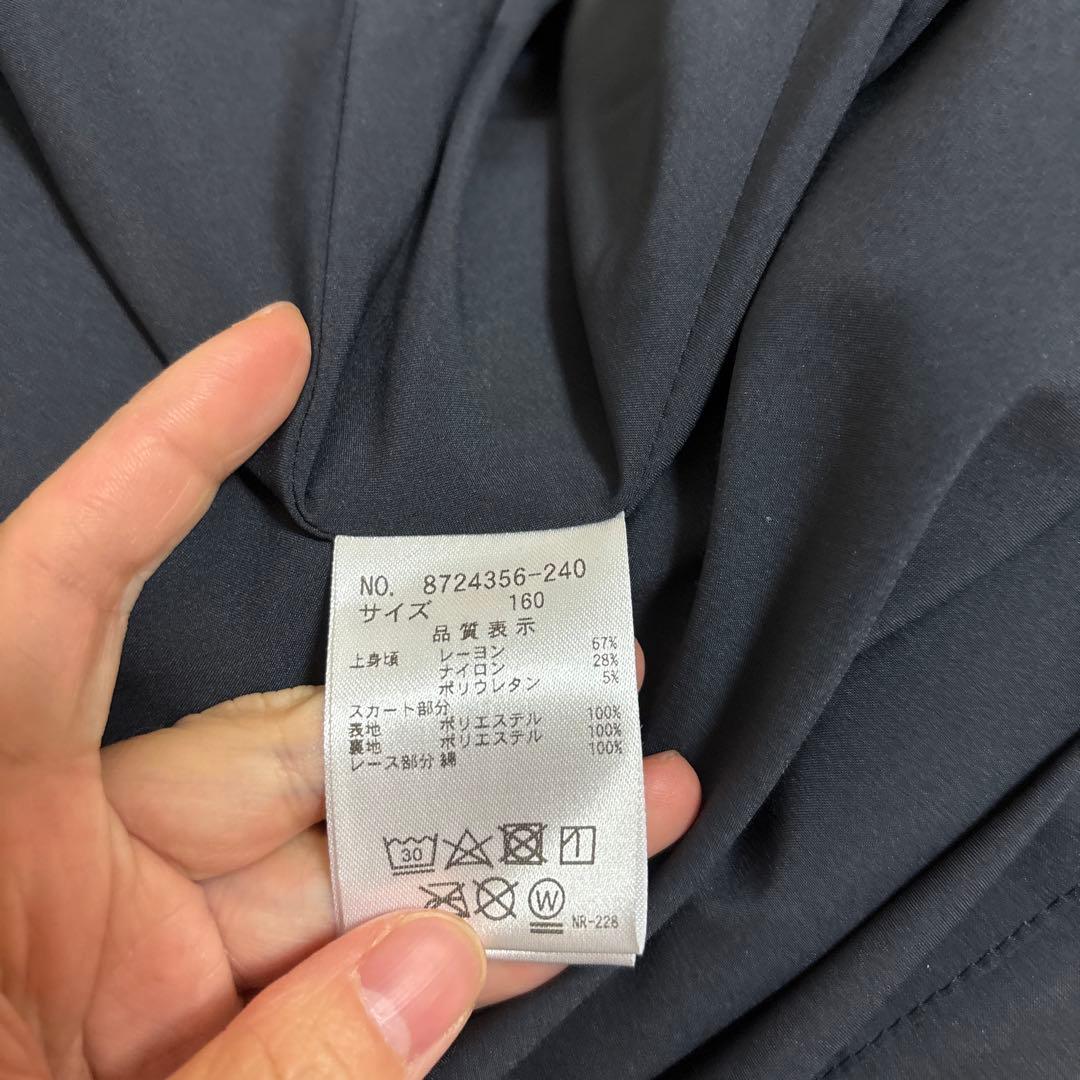 NO. 8724356-240
サイズ 160
品質表示
上身頃 レーヨン 67%
ナイロン 28%
ポリウレタン 5%
スカート部分
表地 ポリエステル 100%
裏地 ポリエステル 100%
レース部分 綿 100%
30
W
NR-228